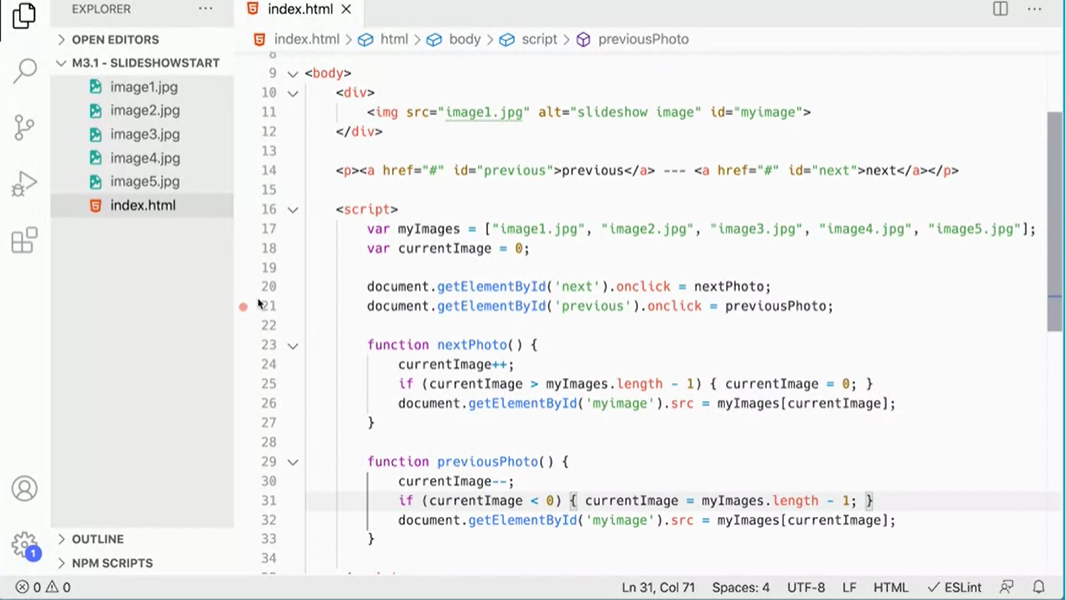 EXPLORER
···
index.html
···
OPEN EDITORS
index.html > html > body > script > previousPhoto
M3.1 - SLIDESHOWSTART
image1.jpg
image2.jpg
image3.jpg
image4.jpg
image5.jpg
index.html
9 <body>
10 <div>
11 <img src="image1.jpg" alt="slideshow image" id="myimage">
12 </div>
13
14 <p><a href="#" id="previous">previous</a> --- <a href="#" id="next">next</a></p>
15
16 <script>
17 var myImages = ["image1.jpg", "image2.jpg", "image3.jpg", "image4.jpg", "image5.jpg"];
18 var currentImage = 0;
19
20 document.getElementById('next').onclick = nextPhoto;
21 document.getElementById('previous').onclick = previousPhoto;
22
23 function nextPhoto() {
24 currentImage++;
25 if (currentImage > myImages.length - 1) { currentImage = 0; }
26 document.getElementById('myimage').src = myImages[currentImage];
27 }
28
29 function previousPhoto() {
30 currentImage--;
31 if (currentImage < 0) { currentImage = myImages.length - 1; }
32 document.getElementById('myimage').src = myImages[currentImage];
33 }
34
OUTLINE
NPM SCRIPTS
1
0 0
Ln 31, Col 71
Spaces: 4
UTF-8
LF
HTML
ESLint